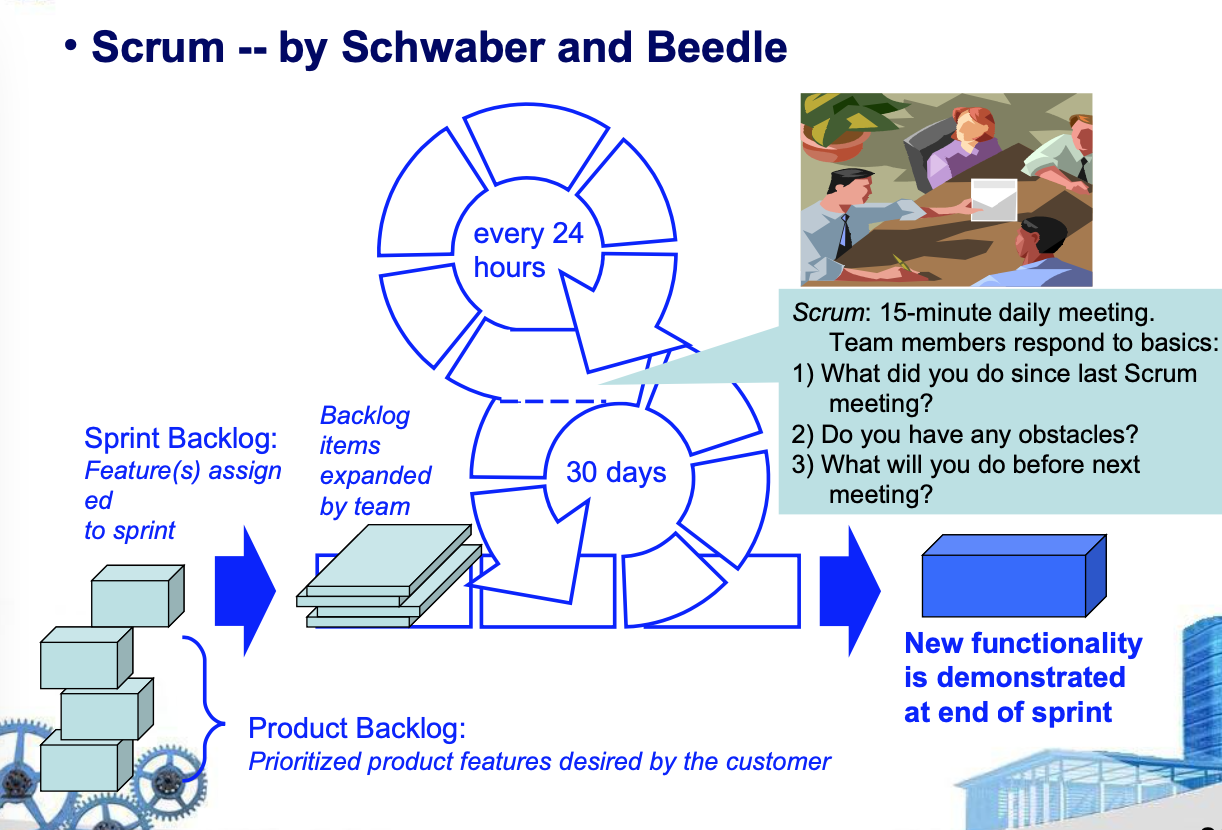 • Scrum -- by Schwaber and Beedle
every 24
hours
Scrum: 15-minute daily meeting.
Team members respond to basics:
1) What did you do since last Scrum
meeting?
2) Do you have any obstacles?
3) What will you do before next
meeting?
Sprint Backlog:
Feature(s) assign
ed
to sprint
Backlog
items
expanded
by team
30 days
New functionality
is demonstrated
at end of sprint
Product Backlog:
Prioritized product features desired by the customer